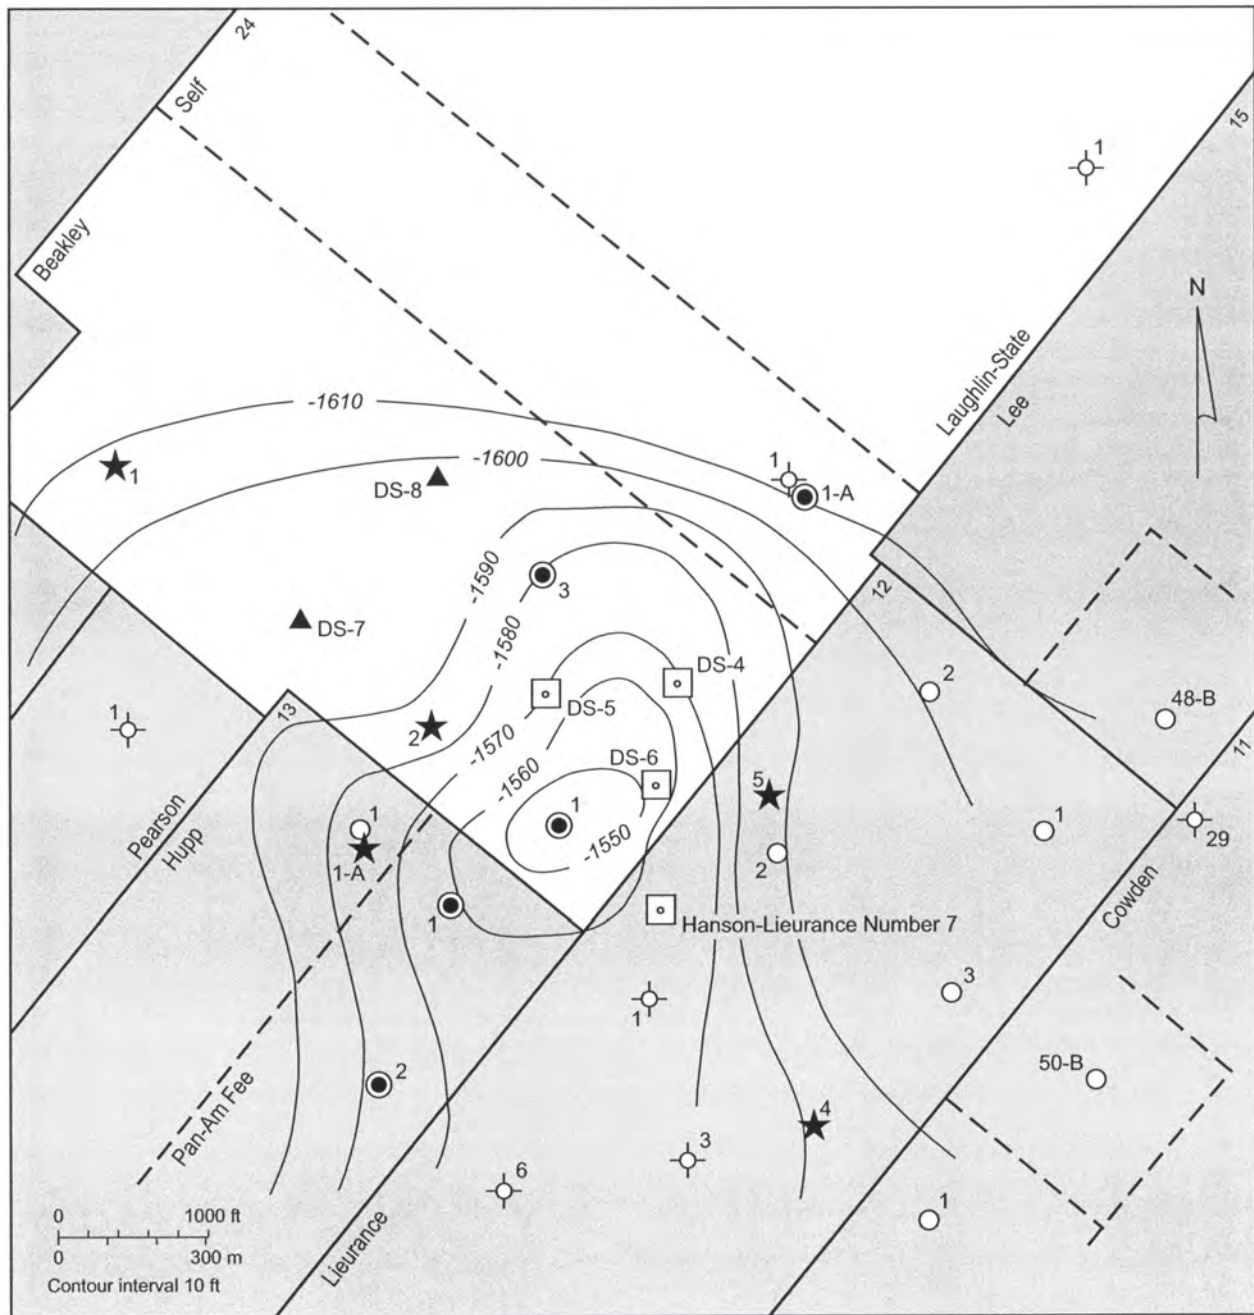 24
Self
15
1
Beakley
N
Laughlin-State
Lee
-1610
-1600
1
1
DS-8
1-A
-1590
3
12
-1580
DS-7
DS-4
2
48-B
13
DS-5
1
2
-1570
11
DS-6
-1560
5
Pearson
Hupp
1
1
1
29
-1550
2
1-A
Cowden
1
Hanson-Lieurance Number 7
3
1
50-B
2
Pan-Am Fee
4
3
6
0 1000 ft
1
0 300 m
Lieurance
Contour interval 10 ft